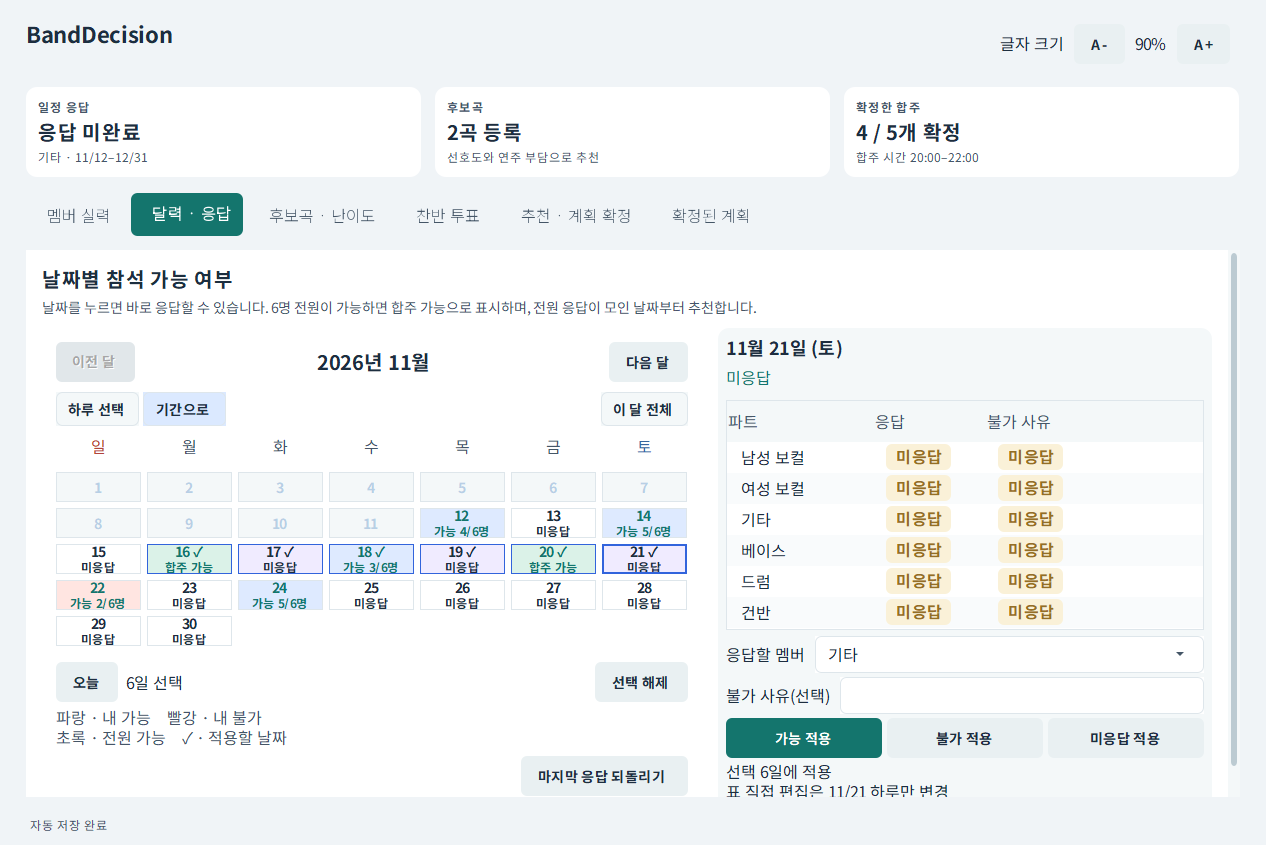 BandDecision
글자 크기 A- 90% A+
일정 응답
응답 미완료
기타 · 11/12–12/31
후보곡
2곡 등록
선호도와 연주 부담으로 추천
확정한 합주
4 / 5개 확정
합주 시간 20:00–22:00
멤버 실력 달력 · 응답 후보곡 · 난이도 찬반 투표 추천 · 계획 확정 확정된 계획
날짜별 참석 가능 여부
날짜를 누르면 바로 응답할 수 있습니다. 6명 전원이 가능하면 합주 가능으로 표시하며, 전원 응답이 모인 날짜부터 추천합니다.
이전 달 2026년 11월 다음 달
하루 선택 기간으로 이 달 전체
일 월 화 수 목 금 토
1 2 3 4 5 6 7
8 9 10 11 12 13 14
가능 4/6명 미응답 가능 5/6명
15 16 ✓ 17 ✓ 18 ✓ 19 ✓ 20 ✓ 21 ✓
미응답 합주 가능 미응답 가능 3/6명 미응답 합주 가능 미응답
22 23 24 25 26 27 28
가능 2/6명 미응답 가능 5/6명 미응답 미응답 미응답 미응답
29 30
미응답 미응답
오늘 6일 선택 선택 해제
파랑 · 내 가능 빨강 · 내 불가
초록 · 전원 가능 ✓ · 적용할 날짜
마지막 응답 되돌리기
11월 21일 (토)
미응답
파트 응답 불가 사유
남성 보컬 미응답 미응답
여성 보컬 미응답 미응답
기타 미응답 미응답
베이스 미응답 미응답
드럼 미응답 미응답
건반 미응답 미응답
응답할 멤버 기타
불가 사유(선택)
가능 적용 불가 적용 미응답 적용
선택 6일에 적용
표 직접 편집은 11/21 하루만 변경
자동 저장 완료